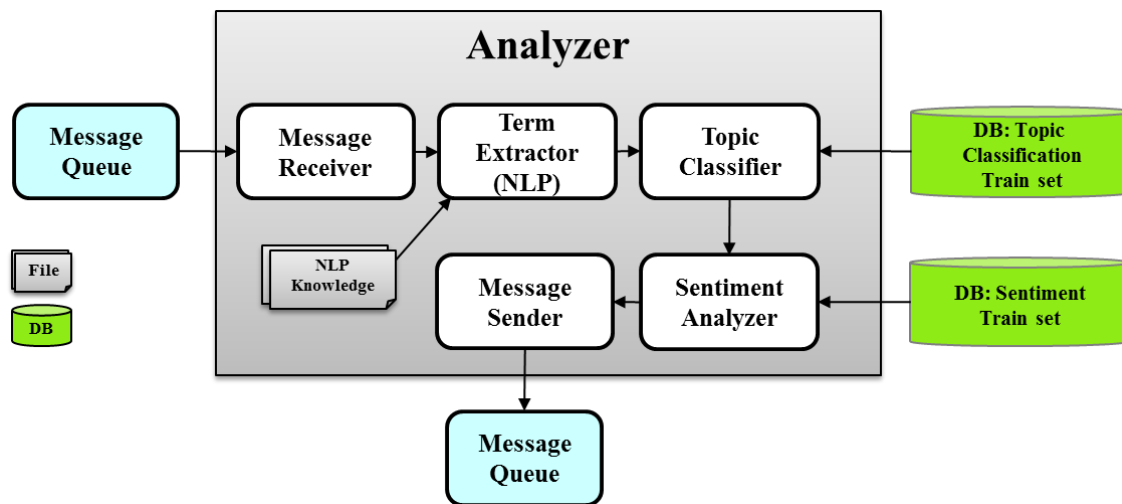 Analyzer
Message
Queue
Message
Receiver
Term
Extractor
(NLP)
Topic
Classifier
DB: Topic
Classification
Train set
File
DB
NLP
Knowledge
Message
Sender
Sentiment
Analyzer
DB: Sentiment
Train set
Message
Queue